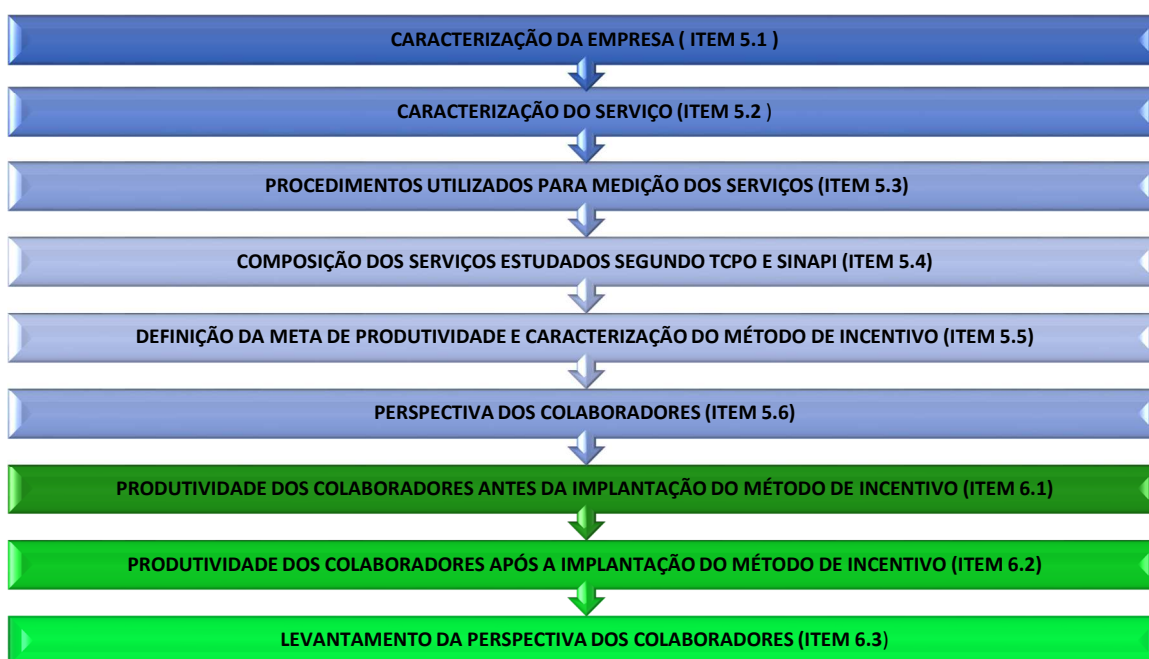 CARACTERIZAÇÃO DA EMPRESA ( ITEM 5.1 )
CARACTERIZAÇÃO DO SERVIÇO (ITEM 5.2 )
PROCEDIMENTOS UTILIZADOS PARA MEDIÇÃO DOS SERVIÇOS (ITEM 5.3)
COMPOSIÇÃO DOS SERVIÇOS ESTUDADOS SEGUNDO TCPO E SINAPI (ITEM 5.4)
DEFINIÇÃO DA META DE PRODUTIVIDADE E CARACTERIZAÇÃO DO MÉTODO DE INCENTIVO (ITEM 5.5)
PERSPECTIVA DOS COLABORADORES (ITEM 5.6)
PRODUTIVIDADE DOS COLABORADORES ANTES DA IMPLANTAÇÃO DO MÉTODO DE INCENTIVO (ITEM 6.1)
PRODUTIVIDADE DOS COLABORADORES APÓS A IMPLANTAÇÃO DO MÉTODO DE INCENTIVO (ITEM 6.2)
LEVANTAMENTO DA PERSPECTIVA DOS COLABORADORES (ITEM 6.3)